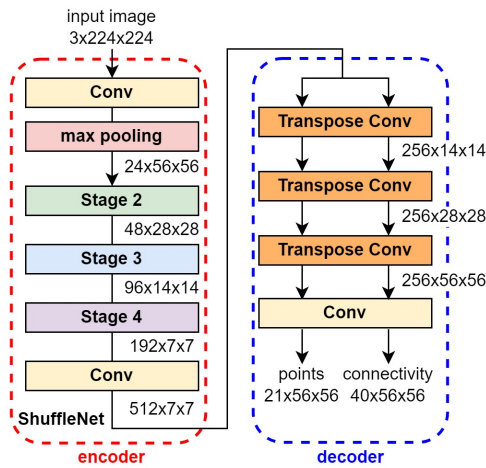 input image
3x224x224
Conv
max pooling
24x56x56
Stage 2
48x28x28
Stage 3
96x14x14
Stage 4
192x7x7
Conv
512x7x7
ShuffleNet
encoder
Transpose Conv
256x14x14
Transpose Conv
256x28x28
Transpose Conv
256x56x56
Conv
points connectivity
21x56x56 40x56x56
decoder